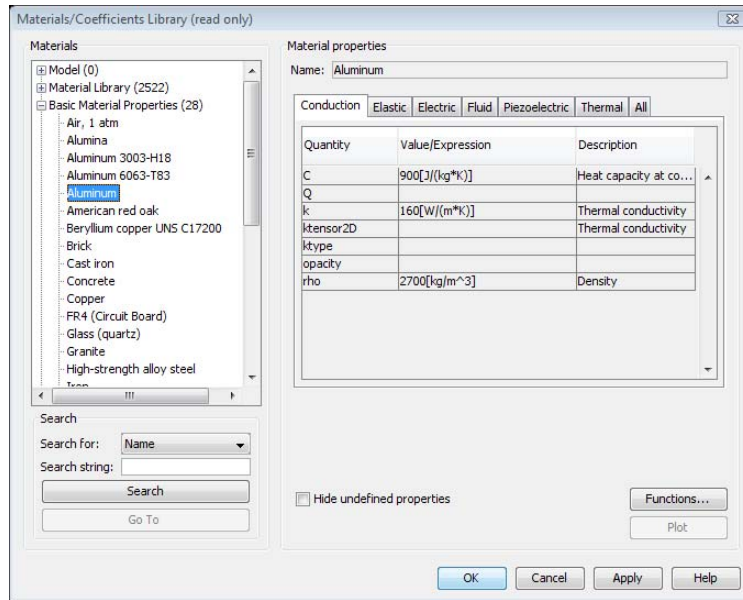 Materials/Coefficients Library (read only)
Materials
Model (0)
Material Library (2522)
Basic Material Properties (28)
Air, 1 atm
Alumina
Aluminum 3003-H18
Aluminum 6063-T83
Aluminum
American red oak
Beryllium copper UNS C17200
Brick
Cast iron
Concrete
Copper
FR4 (Circuit Board)
Glass (quartz)
Granite
High-strength alloy steel
Iron
Search
Search for: Name
Search string:
Search
Go To
Material properties
Name: Aluminum
Conduction Elastic Electric Fluid Piezoelectric Thermal All
Quantity Value/Expression Description
C 900[J/(kg*K)] Heat capacity at co...
Q
k 160[W/(m*K)] Thermal conductivity
ktensor2D Thermal conductivity
ktype
opacity
rho 2700[kg/m^3] Density
Hide undefined properties
Functions...
Plot
OK Cancel Apply Help